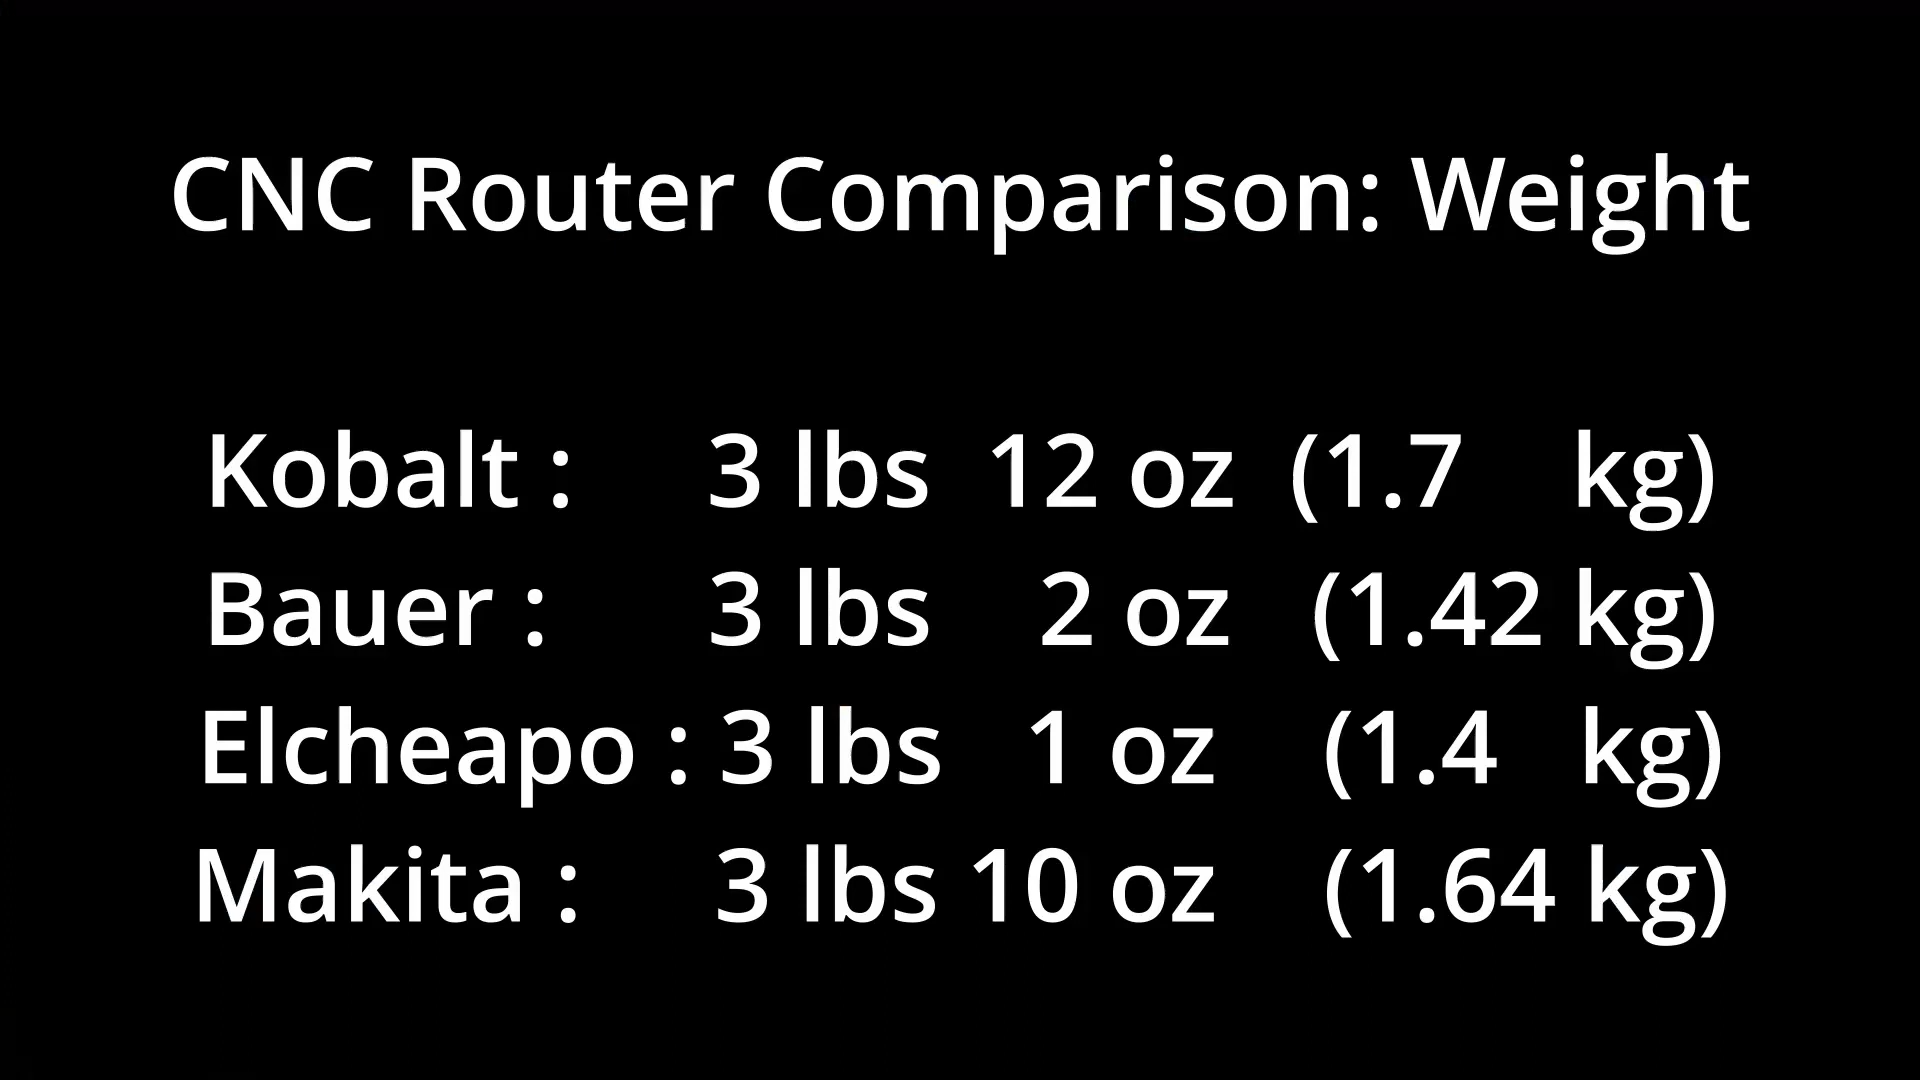 CNC Router Comparison: Weight
Kobalt : 3 lbs 12 oz (1.7 kg)
Bauer : 3 lbs 2 oz (1.42 kg)
Elcheapo : 3 lbs 1 oz (1.4 kg)
Makita : 3 lbs 10 oz (1.64 kg)